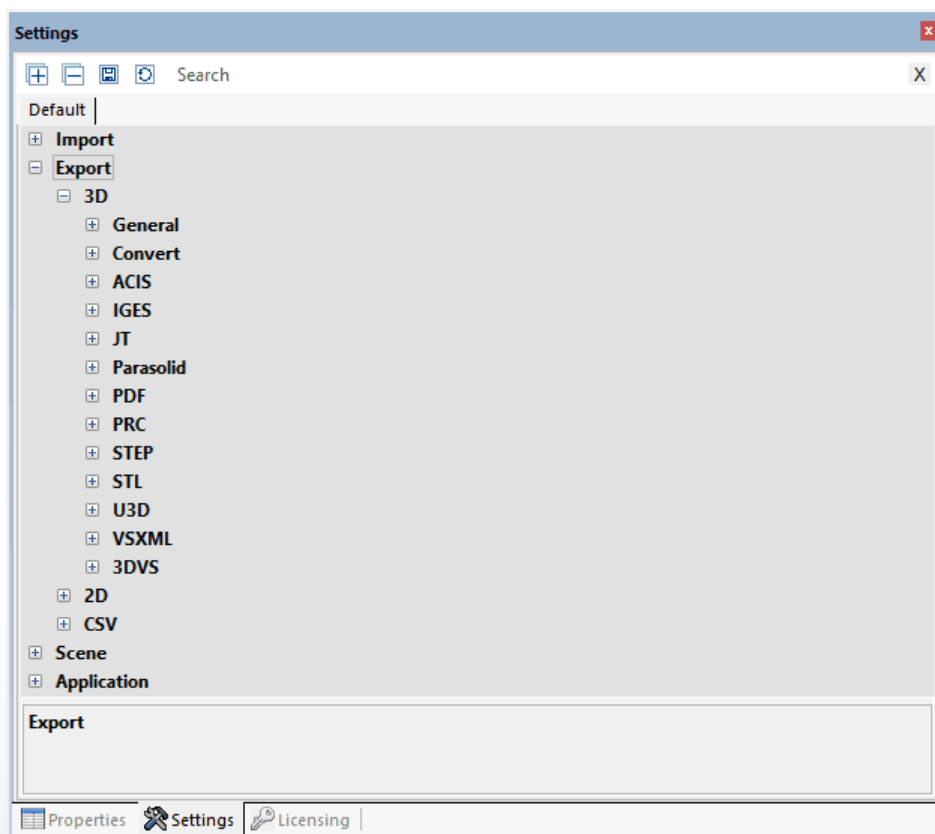 Settings
Search X
Default
Import
Export
3D
General
Convert
ACIS
IGES
JT
Parasolid
PDF
PRC
STEP
STL
U3D
VSXML
3DVS
2D
CSV
Scene
Application
Export
Properties Settings Licensing